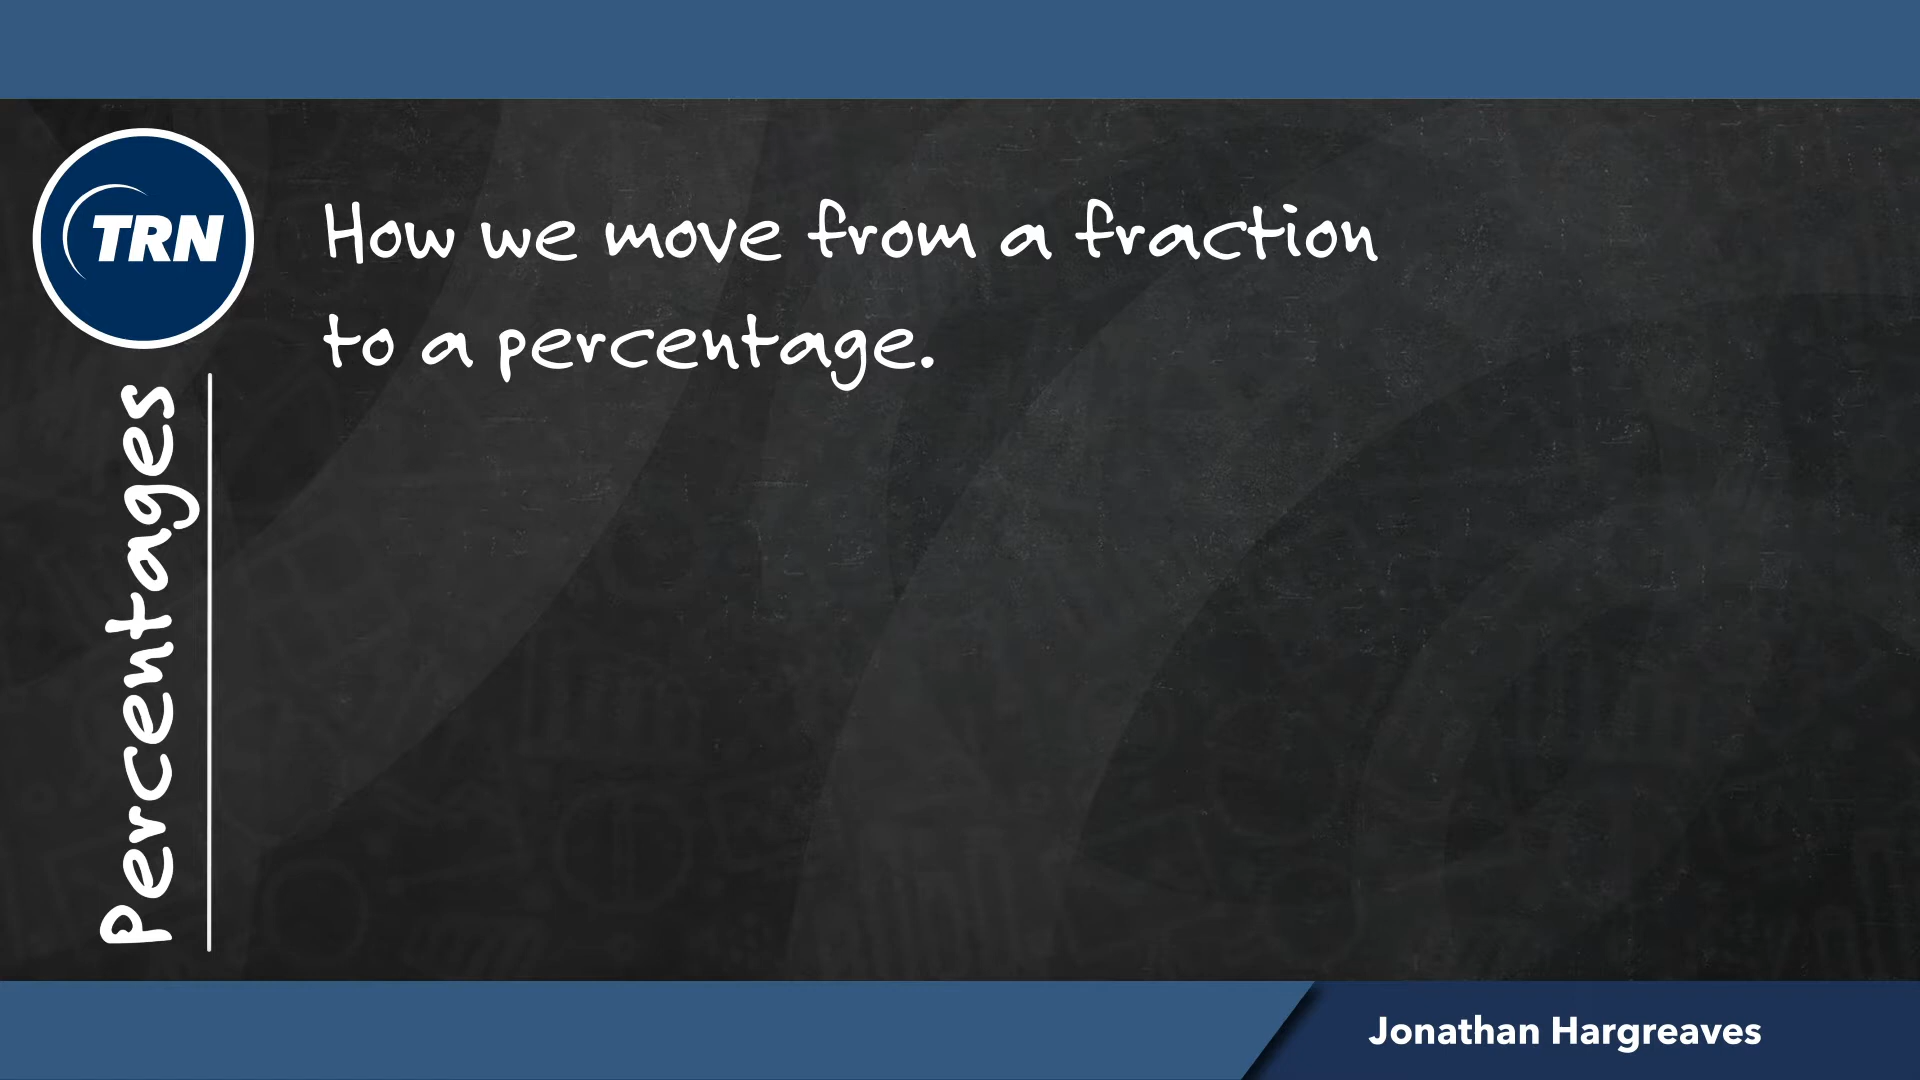 TRN
How we move from a fraction
to a percentage.
Percentages
Jonathan Hargreaves